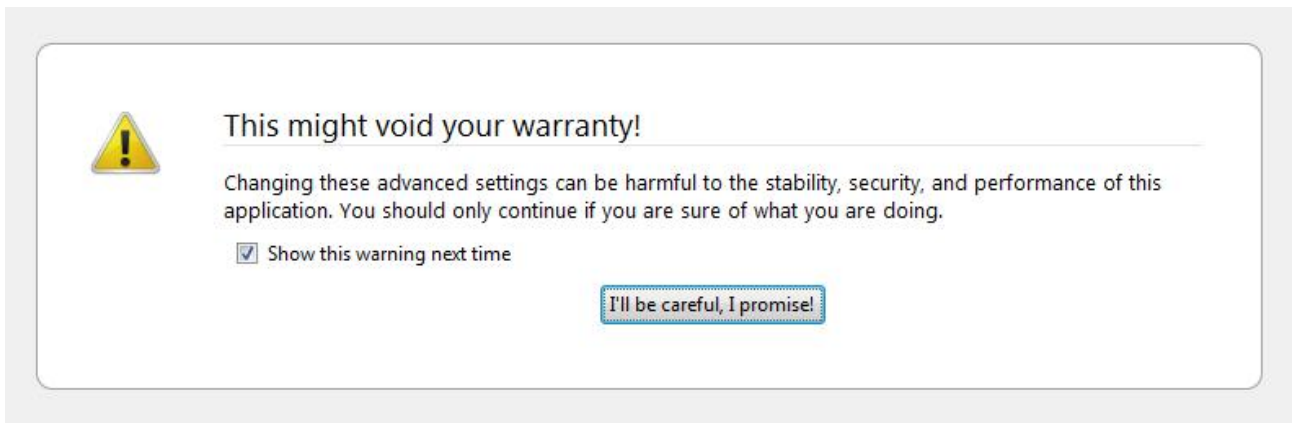 This might void your warranty!
Changing these advanced settings can be harmful to the stability, security, and performance of this
application. You should only continue if you are sure of what you are doing.
Show this warning next time
I'll be careful, I promise!